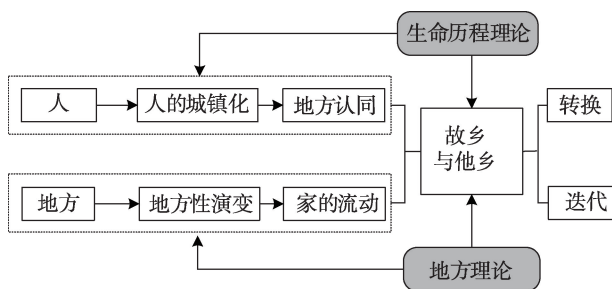 生命历程理论
人
人的城镇化
地方认同
故乡
与他乡
转换
地方
地方性演变
家的流动
迭代
地方理论